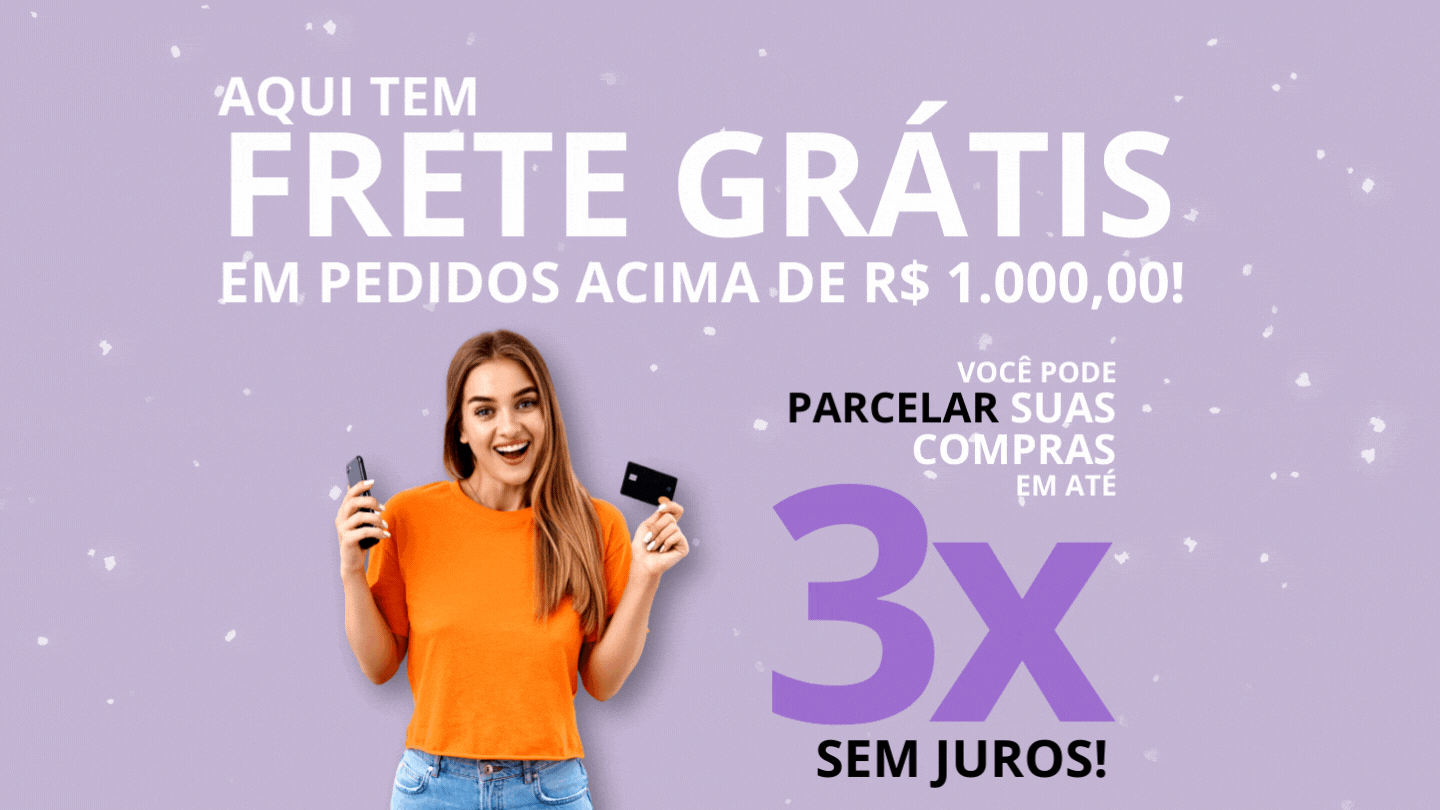 AQUI TEM
FRETE GRÁTIS
EM PEDIDOS ACIMA DE R$ 1.000,00!
VOCÊ PODE
PARCELAR SUAS
COMPRAS
EM ATÉ
3x
SEM JUROS!